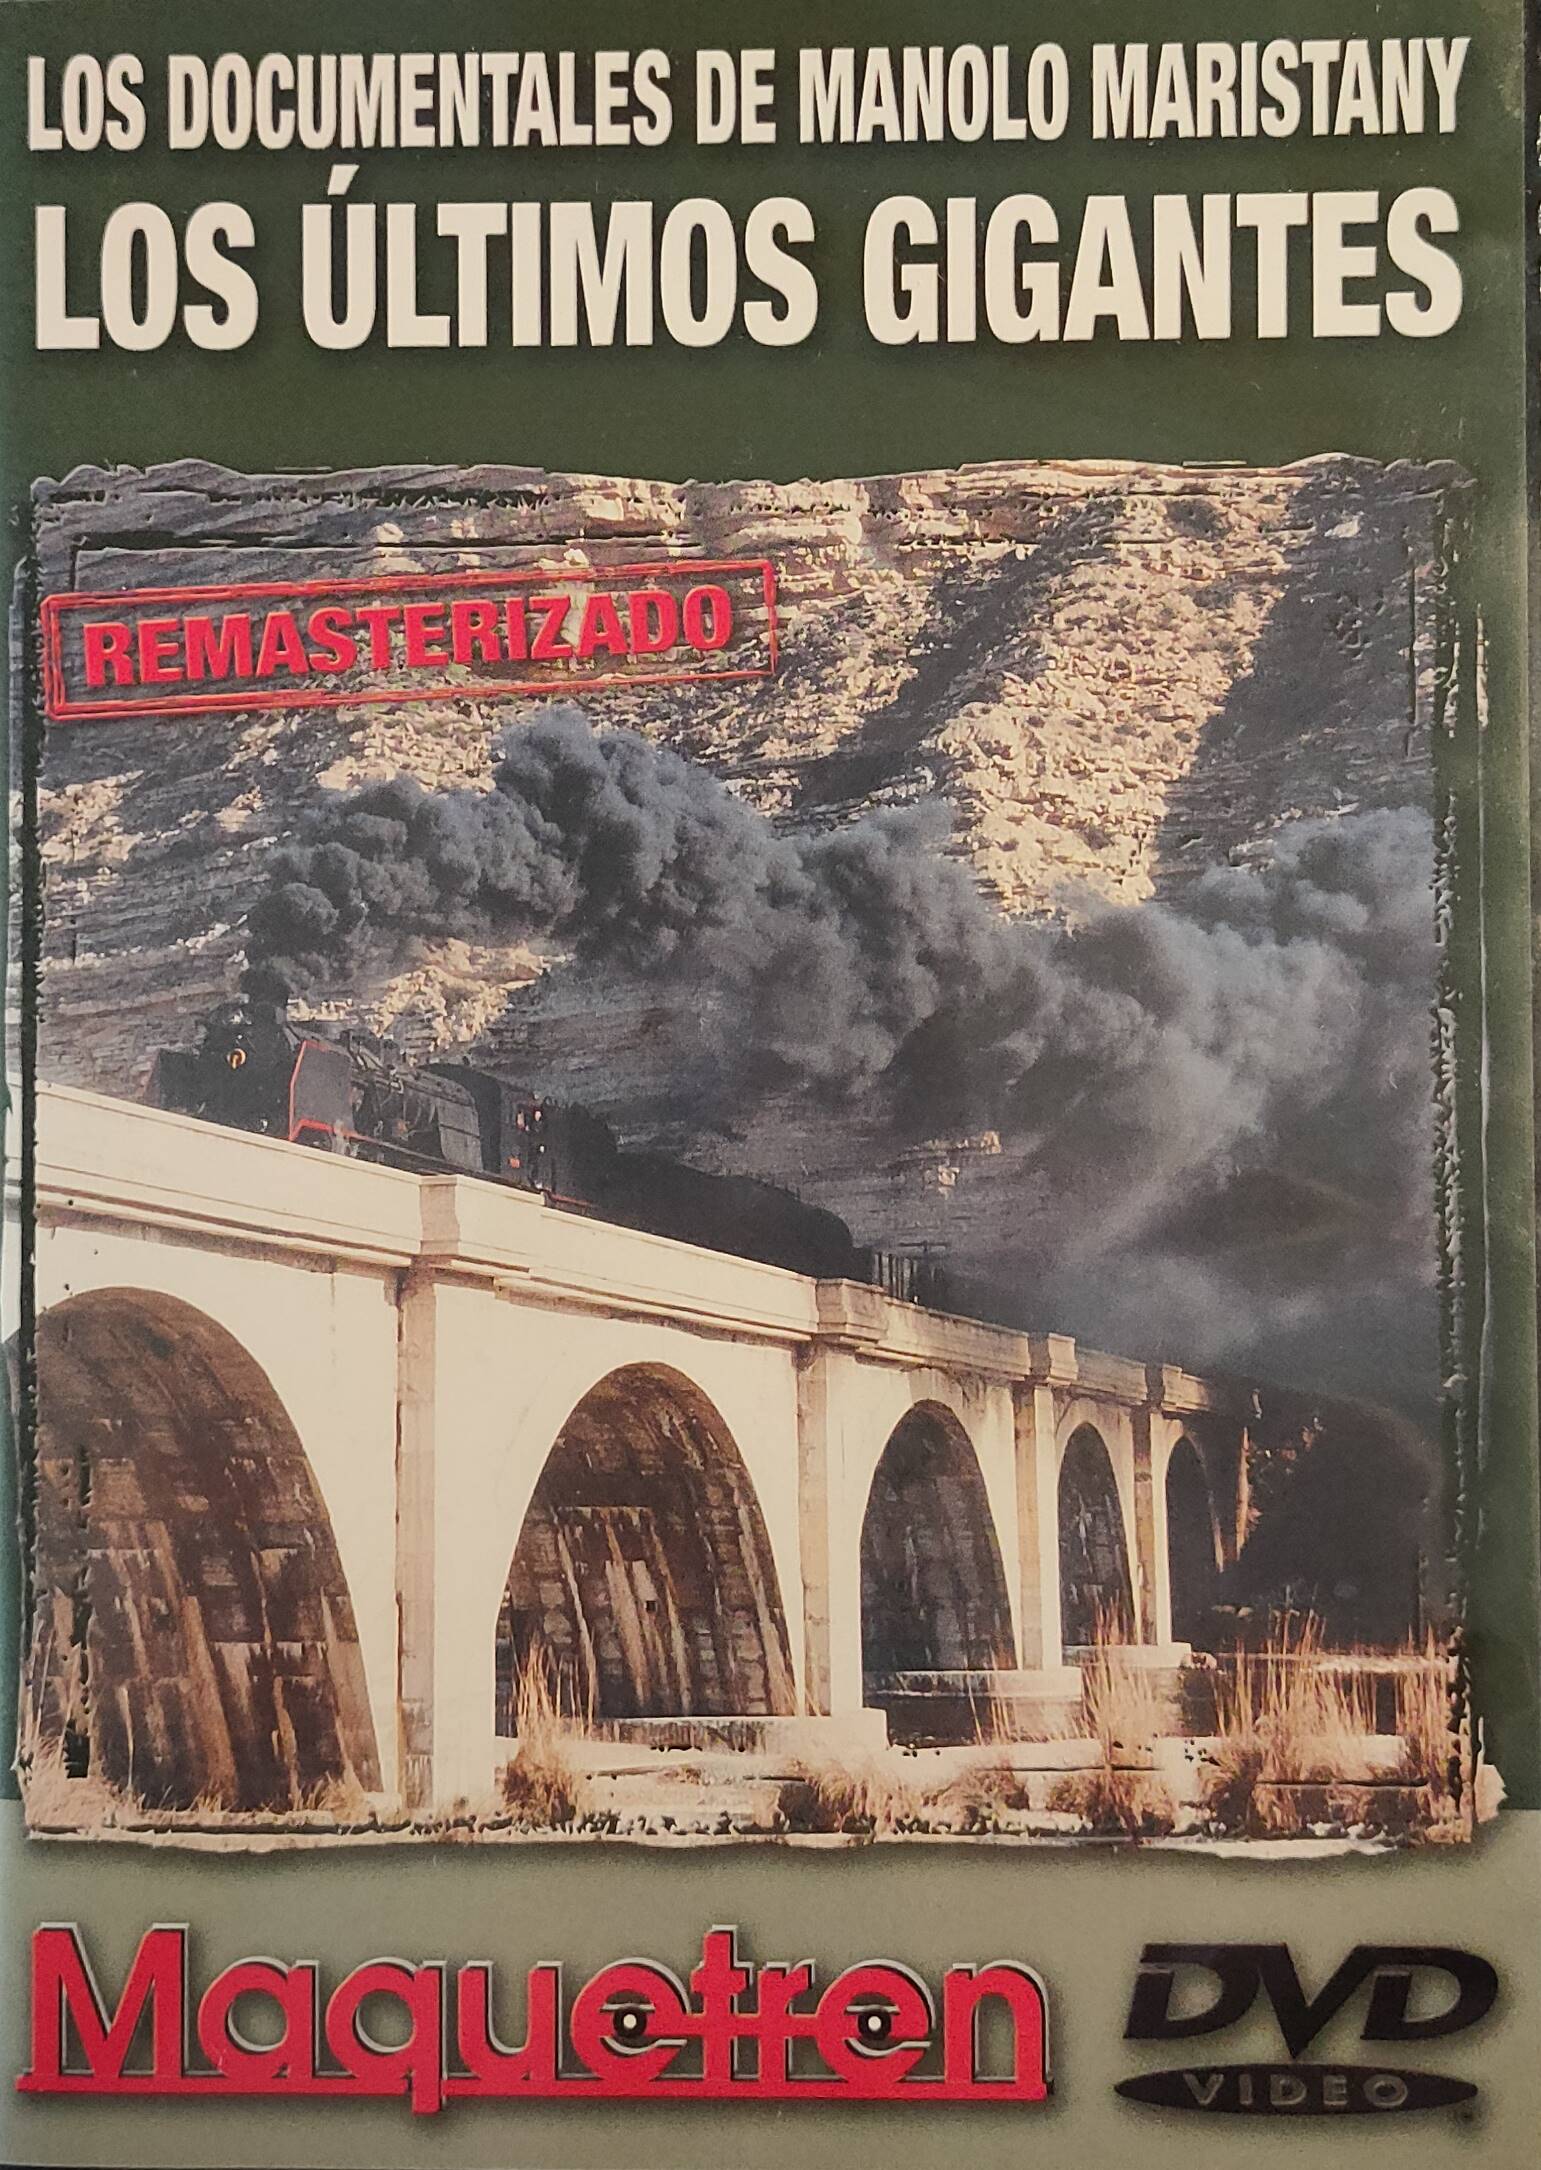 LOS DOCUMENTALES DE MANOLO MARISTANY
LOS ÚLTIMOS GIGANTES
REMASTERIZADO
Maquetren
DVD
VIDEO